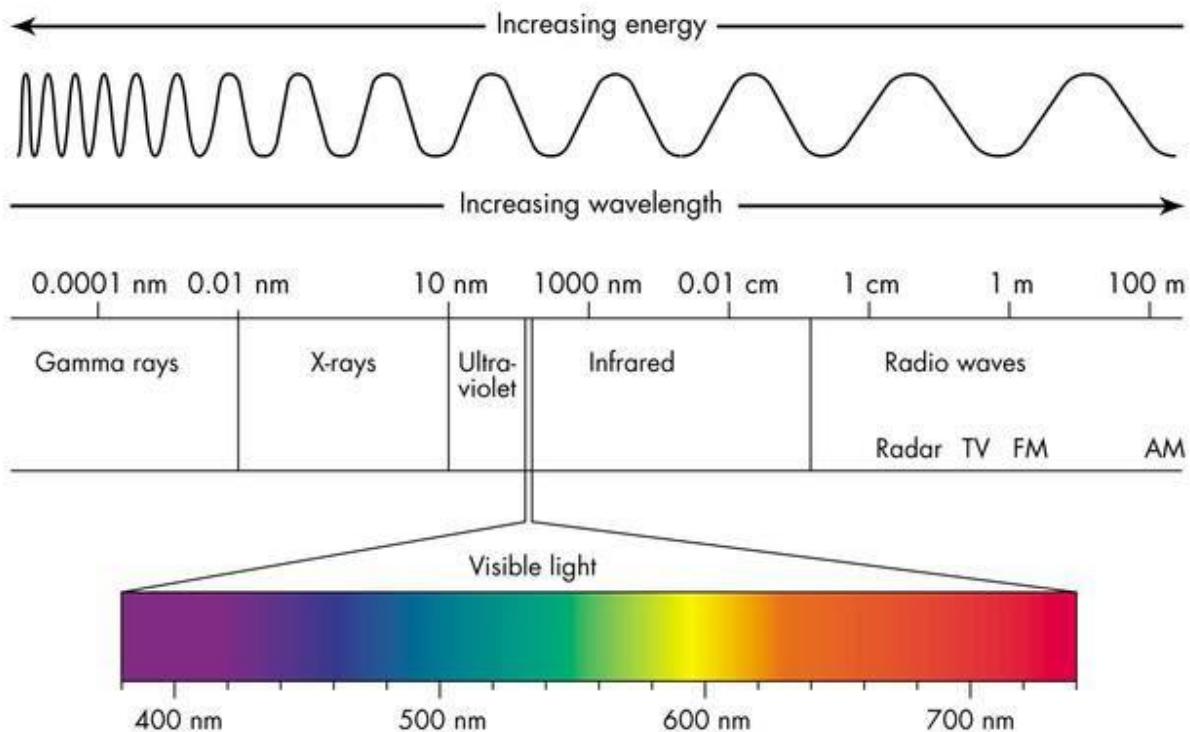 Increasing energy
Increasing wavelength
0.0001 nm 0.01 nm 10 nm 1000 nm 0.01 cm 1 cm 1 m 100 m
Gamma rays X-rays Ultra- Infrared Radio waves
violet
Radar TV FM AM
Visible light
400 nm 500 nm 600 nm 700 nm